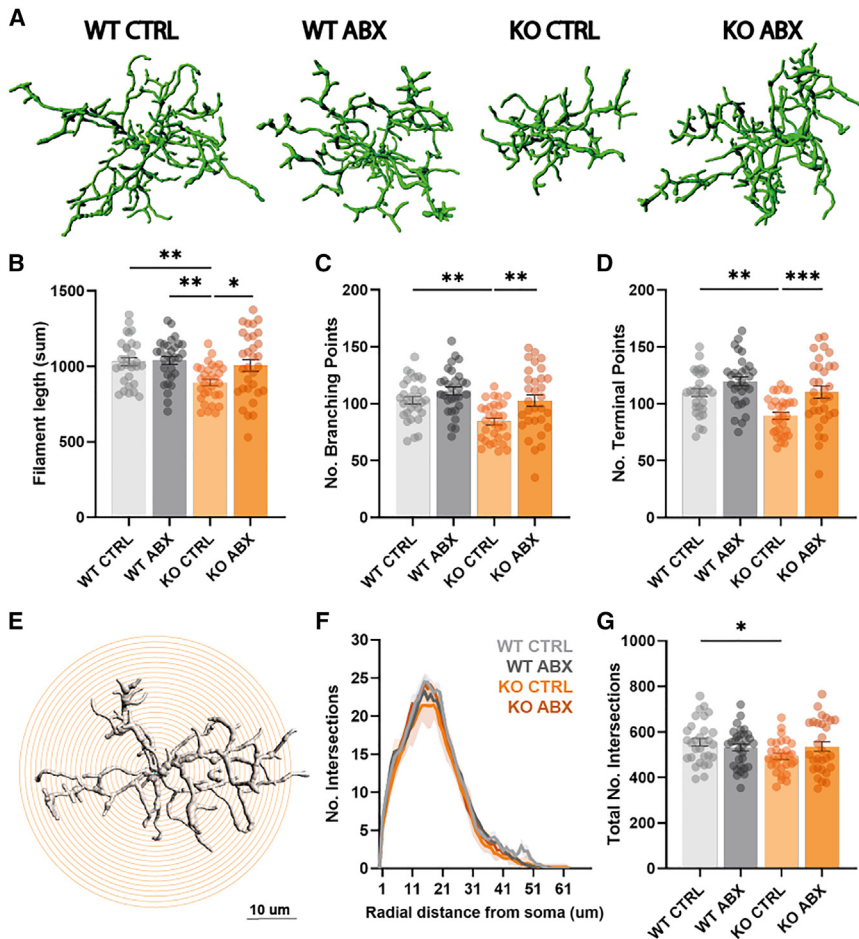 A
WT CTRL WT ABX KO CTRL KO ABX
B
** 
** *
1500
1000
500
0
Filament legth (sum)
WT CTRL
WT ABX
KO CTRL
KO ABX
C
** **
200
150
100
50
0
No. Branching Points
WT CTRL
WT ABX
KO CTRL
KO ABX
D
** ***
200
150
100
50
0
No. Terminal Points
WT CTRL
WT ABX
KO CTRL
KO ABX
E
10 um
F
30
25
20
15
10
5
0
No. Intersections
WT CTRL
WT ABX
KO CTRL
KO ABX
1 11 21 31 41 51 61
Radial distance from soma (um)
G
*
1000
800
600
400
200
0
Total No. Intersections
WT CTRL
WT ABX
KO CTRL
KO ABX